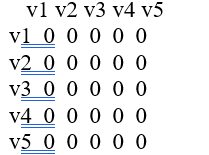 v1 v2 v3 v4 v5
v1 0 0 0 0 0
v2 0 0 0 0 0
v3 0 0 0 0 0
v4 0 0 0 0 0
v5 0 0 0 0 0